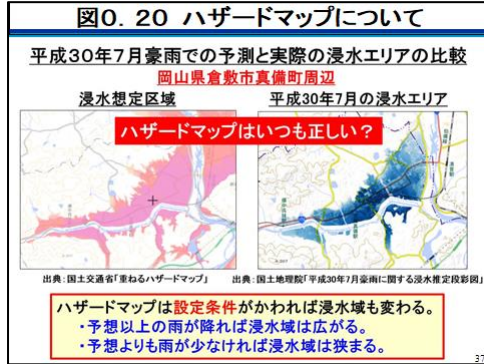 図0.20 ハザードマップについて
平成30年7月豪雨での予測と実際の浸水エリアの比較
岡山県倉敷市真備町周辺
浸水想定区域
平成30年7月の浸水エリア
ハザードマップはいつも正しい？
出典：国土交通省「重ねるハザードマップ」
出典：国土地理院「平成30年7月豪雨に関する浸水推定段彩図」
ハザードマップは設定条件がかわれば浸水域も変わる。
・予想以上の雨が降れば浸水域は広がる。
・予想よりも雨が少なければ浸水域は狭まる。
37